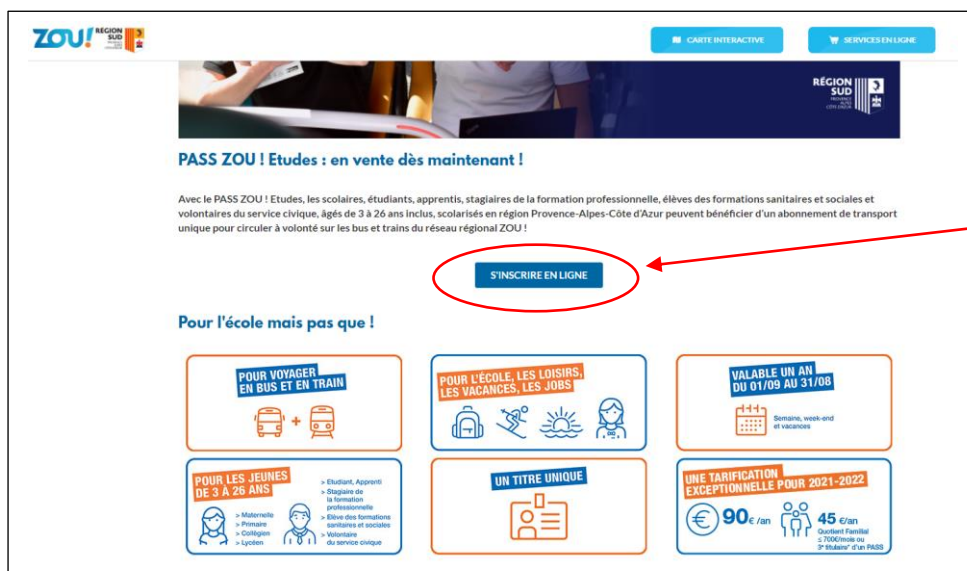 ZOU! RÉGION SUD PROVENCE ALPES CÔTE D'AZUR
CARTE INTERACTIVE
SERVICES EN LIGNE
RÉGION
SUD
PROVENCE
ALPES
CÔTE D'AZUR
PASS ZOU ! Etudes : en vente dès maintenant !
Avec le PASS ZOU ! Etudes, les scolaires, étudiants, apprentis, stagiaires de la formation professionnelle, élèves des formations sanitaires et sociales et
volontaires du service civique, âgés de 3 à 26 ans inclus, scolarisés en région Provence-Alpes-Côte d'Azur peuvent bénéficier d'un abonnement de transport
unique pour circuler à volonté sur les bus et trains du réseau régional ZOU !
S'INSCRIRE EN LIGNE
Pour l'école mais pas que !
POUR VOYAGER
EN BUS ET EN TRAIN
+
POUR L'ÉCOLE, LES LOISIRS,
LES VACANCES, LES JOBS
VALABLE UN AN
DU 01/09 AU 31/08
Semaine, week-end
et vacances
POUR LES JEUNES
DE 3 À 26 ANS
> Maternelle
> Primaire
> Collégien
> Lycéen
> Etudiant, Apprenti
> Stagiaire de
la formation
professionnelle
> Elève des formations
sanitaires et sociales
> Volontaire
du service civique
UN TITRE UNIQUE
UNE TARIFICATION
EXCEPTIONNELLE POUR 2021-2022
€ 90€ /an
45 €/an
Quotient Familial
≤ 700€/mois ou
3e titulaire* d'un PASS